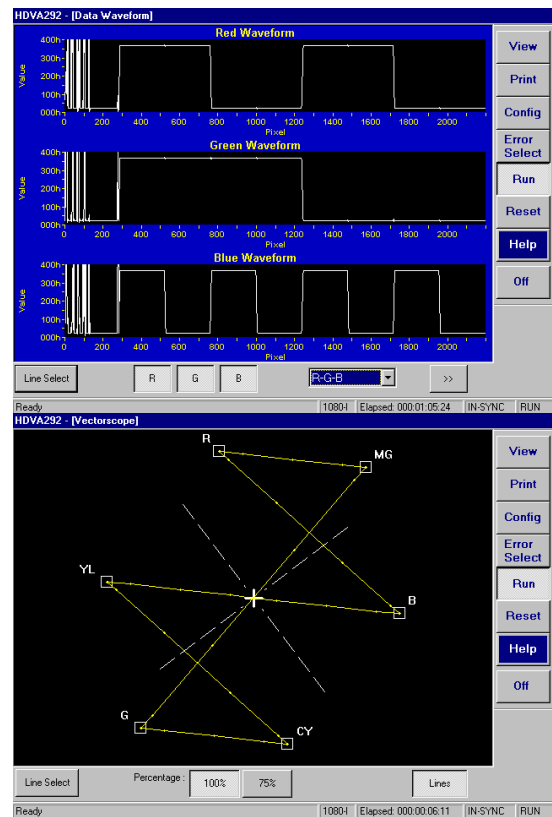 HDVA292 - [Data Waveform]
Red Waveform
400h
300h
200h
100h
000h
Value
0 200 400 600 800 1000 1200 1400 1600 1800 2000
Pixel
Green Waveform
400h
300h
200h
100h
000h
Value
0 200 400 600 800 1000 1200 1400 1600 1800 2000
Pixel
Blue Waveform
400h
300h
200h
100h
000h
Value
0 200 400 600 800 1000 1200 1400 1600 1800 2000
Pixel
View
Print
Config
Error
Select
Run
Reset
Help
Off
Line Select R G B R-G-B >>
Ready 1080-I Elapsed: 000:01:05:24 IN-SYNC RUN
HDVA292 - [Vectorscope]
R
MG
YL
B
G
CY
View
Print
Config
Error
Select
Run
Reset
Help
Off
Line Select Percentage : 100% 75% Lines
Ready 1080-I Elapsed: 000:00:06:11 IN-SYNC RUN